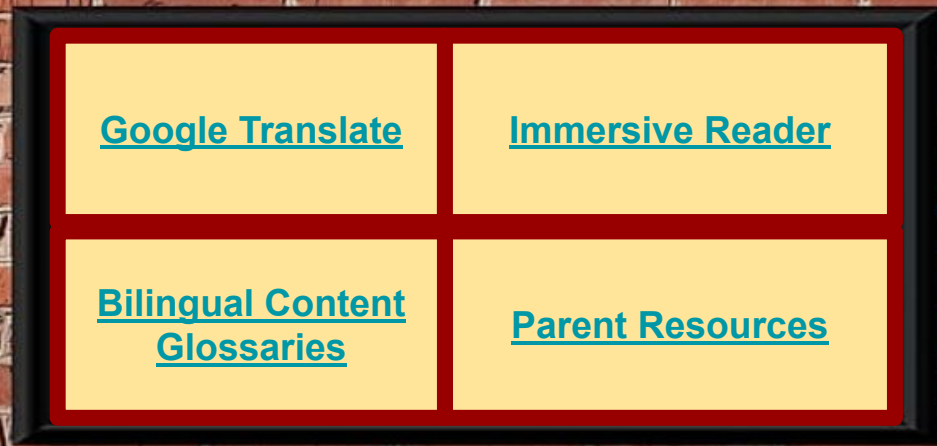 Google Translate
Immersive Reader
Bilingual Content
Glossaries
Parent Resources